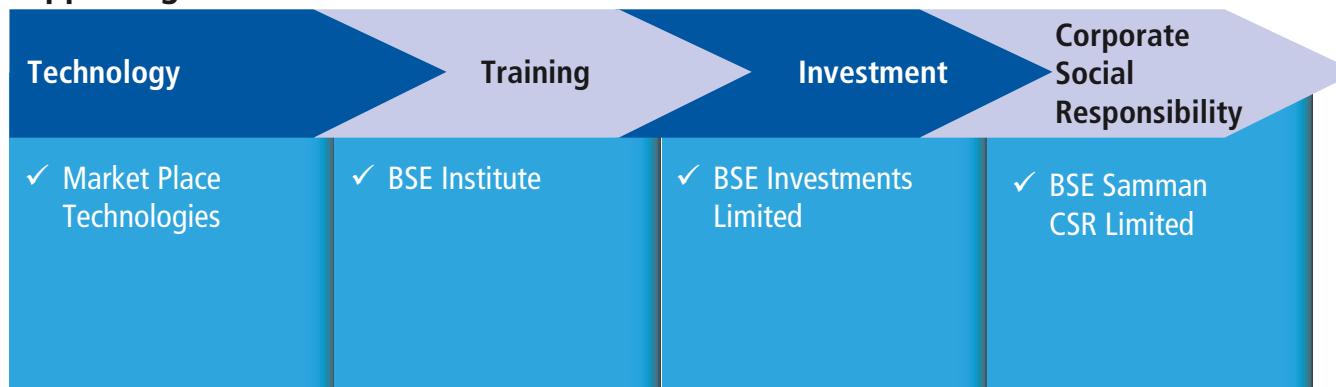 Technology
Training
Investment
Corporate
Social
Responsibility
✓ Market Place
Technologies
✓ BSE Institute
✓ BSE Investments
Limited
✓ BSE Samman
CSR Limited